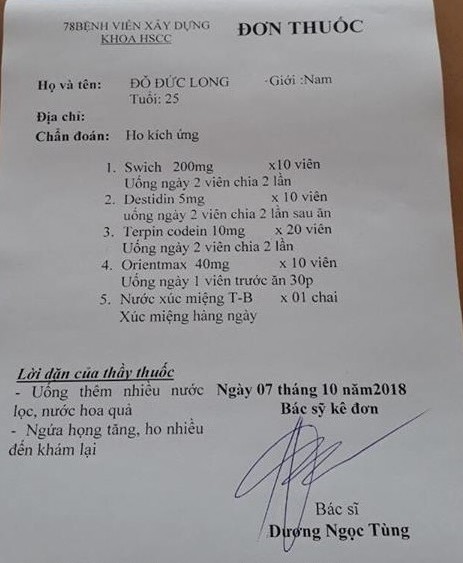 78BỆNH VIỆN XÂY DỰNG
KHOA HSCC
ĐƠN THUỐC
Họ và tên: ĐỖ ĐỨC LONG -Giới :Nam
Tuổi: 25
Địa chỉ:
Chẩn đoán: Ho kích ứng
1. Swich 200mg x10 viên
Uống ngày 2 viên chia 2 lần
2. Destidin 5mg x 10 viên
uống ngày 2 viên chia 2 lần sau ăn
3. Terpin codein 10mg x 20 viên
Uống ngày 2 viên chia 2 lần
4. Orientmax 40mg x 10 viên
Uống ngày 1 viên trước ăn 30p
5. Nước xúc miệng T-B x 01 chai
Xúc miệng hàng ngày
Lời dặn của thầy thuốc
- Uống thêm nhiều nước lọc, nước hoa quả
- Ngứa họng tăng, ho nhiều đến khám lại
Ngày 07 tháng 10 năm2018
Bác sỹ kê đơn
Bác sĩ
Dương Ngọc Tùng